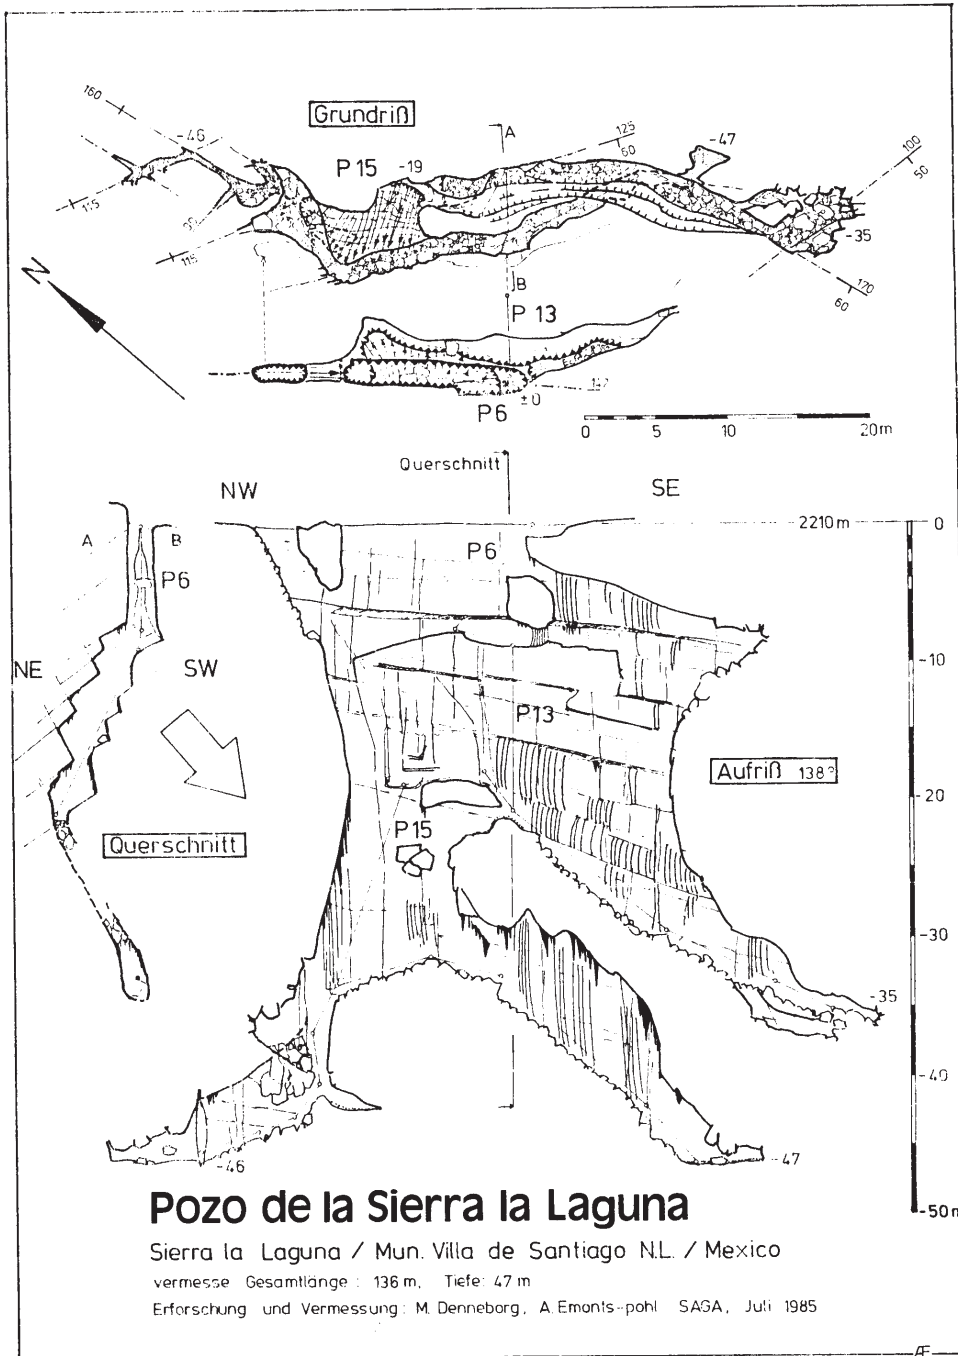 160
Grundriß
A
125
60
-46
-47
P 15
-19
100
50
115
-35
115
B
170
60
N
P 13
±0
P6
0 5 10 20m
Querschnitt
NW
SE
2210m
0
A
B
P6
P6
-10
NE
SW
P13
Aufriß 138°
-20
P15
Querschnitt
-30
-35
-40
-46
-47
-50m
Pozo de la Sierra la Laguna
Sierra la Laguna / Mun. Villa de Santiago N.L. / Mexico
vermesse Gesamtlänge : 136 m, Tiefe: 47 m
Erforschung und Vermessung: M. Denneborg, A. Emonts-pohl SAGA, Juli 1985
Æ